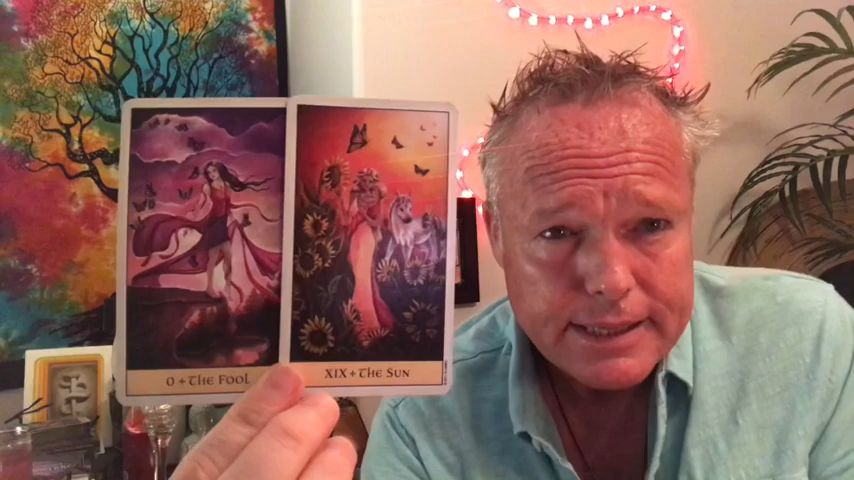 0 + THE FOOL
XIX + THE SUN